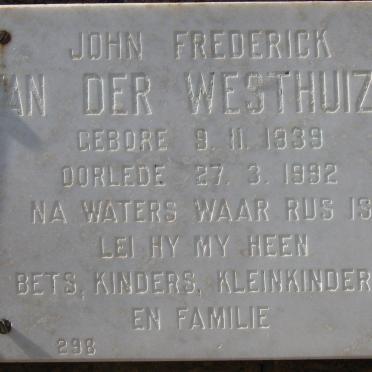 JOHN FREDERICK
AN DER WESTHUIZ
GEBORE 9. 11. 1939
OORLEDE 27. 3. 1992
NA WATERS WAAR RUS IS
LEI HY MY HEEN
BETS, KINDERS, KLEINKINDER
EN FAMILIE
298